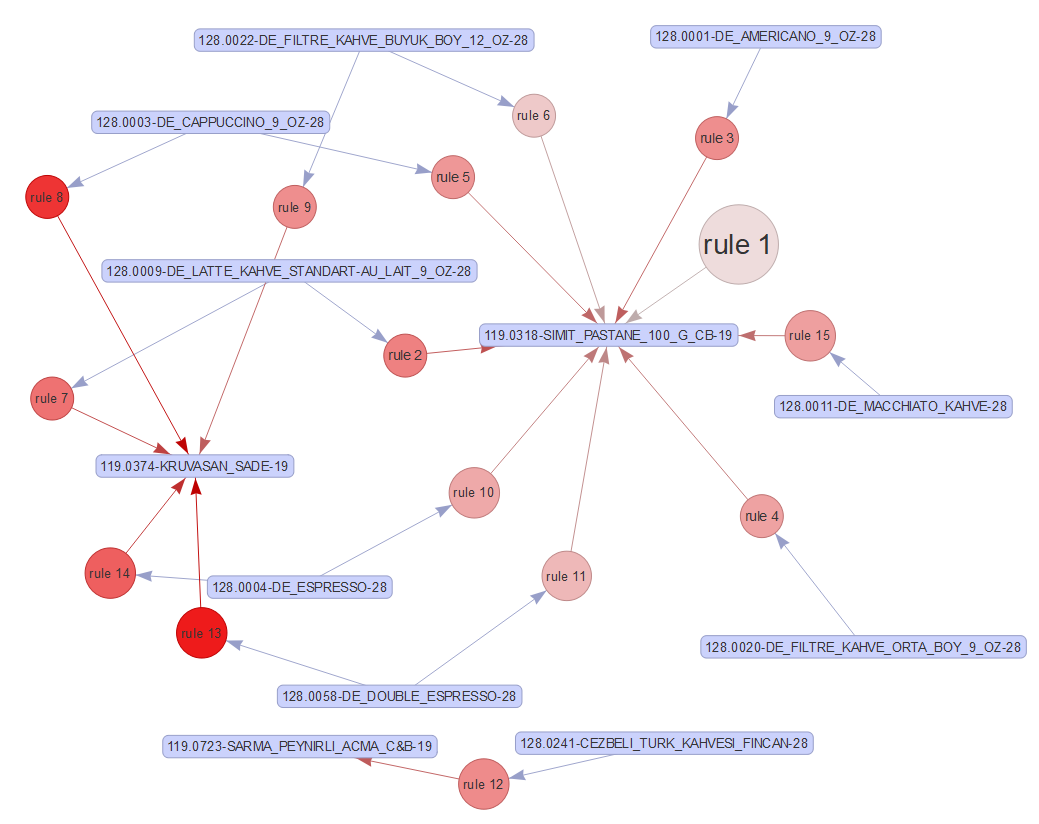 128.0022-DE_FILTRE_KAHVE_BUYUK_BOY_12_OZ-28
128.0001-DE_AMERICANO_9_OZ-28
rule 6
128.0003-DE_CAPPUCCINO_9_OZ-28
rule 3
rule 5
rule 8
rule 9
rule 1
128.0009-DE_LATTE_KAHVE_STANDART-AU_LAIT_9_OZ-28
119.0318-SIMIT_PASTANE_100_G_CB-19
rule 15
rule 2
rule 7
128.0011-DE_MACCHIATO_KAHVE-28
119.0374-KRUVASAN_SADE-19
rule 10
rule 4
rule 14
rule 11
128.0004-DE_ESPRESSO-28
rule 13
128.0020-DE_FILTRE_KAHVE_ORTA_BOY_9_OZ-28
128.0058-DE_DOUBLE_ESPRESSO-28
119.0723-SARMA_PEYNIRLI_ACMA_C&B-19
128.0241-CEZBELI_TURK_KAHVESI_FINCAN-28
rule 12